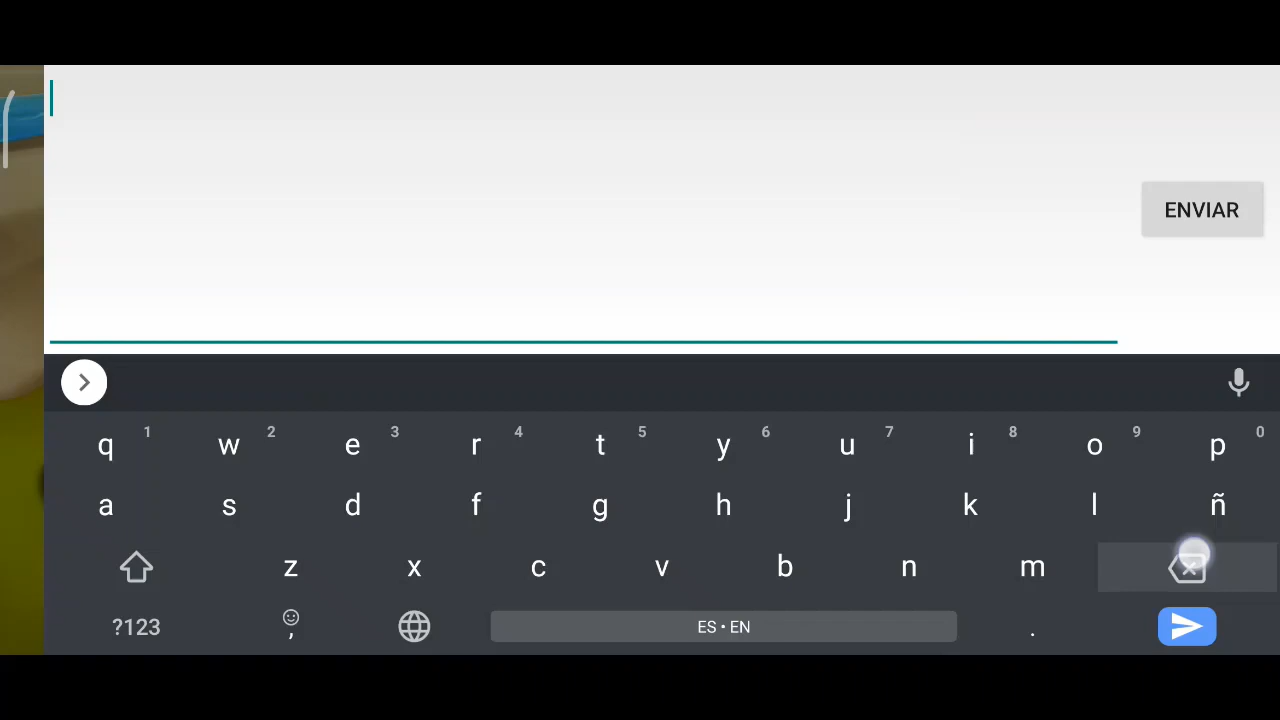 ENVIAR
q 1 w 2 e 3 r 4 t 5 y 6 u 7 i 8 o 9 p 0
a s d f g h j k l ñ
z x c v b n m
?123 , ES • EN .